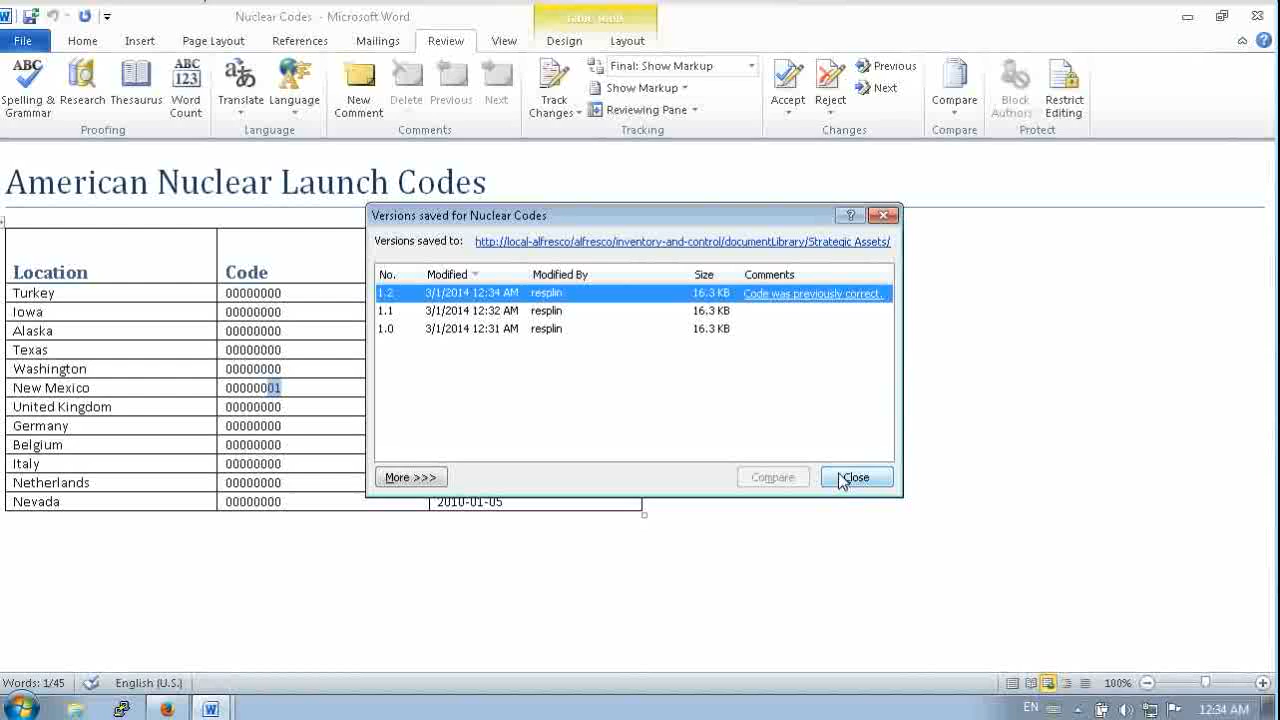 Nuclear Codes - Microsoft Word
File Home Insert Page Layout References Mailings Review View Design Layout
Spelling & Grammar
Research
Thesaurus
Word Count
Translate
Language
New Comment
Delete
Previous
Next
Track Changes
Final: Show Markup
Show Markup
Reviewing Pane
Accept
Reject
Previous
Next
Compare
Block Authors
Restrict Editing
Proofing Language Comments Tracking Changes Compare Protect
American Nuclear Launch Codes
Location Code
Turkey 00000000
Iowa 00000000
Alaska 00000000
Texas 00000000
Washington 00000000
New Mexico 00000001
United Kingdom 00000000
Germany 00000000
Belgium 00000000
Italy 00000000
Netherlands 00000000
Nevada 00000000 2010-01-05
Versions saved for Nuclear Codes
Versions saved to: http://local-alfresco/alfresco/inventory-and-control/documentLibrary/Strategic Assets/
No. Modified Modified By Size Comments
1.2 3/1/2014 12:34 AM resplin 16.3 KB Code was previously correct.
1.1 3/1/2014 12:32 AM resplin 16.3 KB
1.0 3/1/2014 12:31 AM resplin 16.3 KB
More >>> Compare Close
Words: 1/45 English (U.S.) 100%
EN 12:34 AM